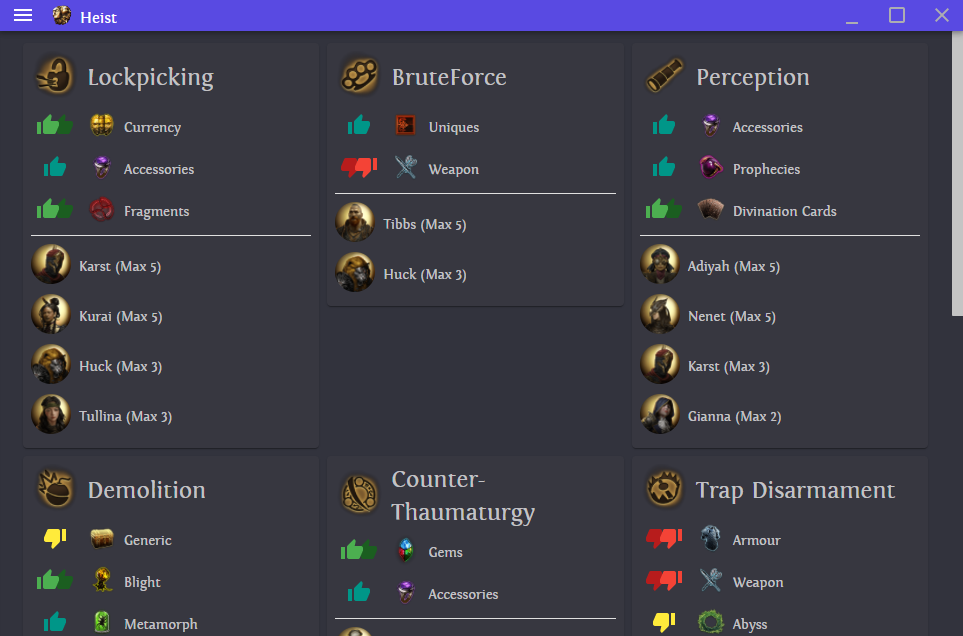 Heist
Lockpicking
Currency
Accessories
Fragments
Karst (Max 5)
Kurai (Max 5)
Huck (Max 3)
Tullina (Max 3)
BruteForce
Uniques
Weapon
Tibbs (Max 5)
Huck (Max 3)
Perception
Accessories
Prophecies
Divination Cards
Adiyah (Max 5)
Nenet (Max 5)
Karst (Max 3)
Gianna (Max 2)
Demolition
Generic
Blight
Metamorph
Counter-
Thaumaturgy
Gems
Accessories
Trap Disarmament
Armour
Weapon
Abyss